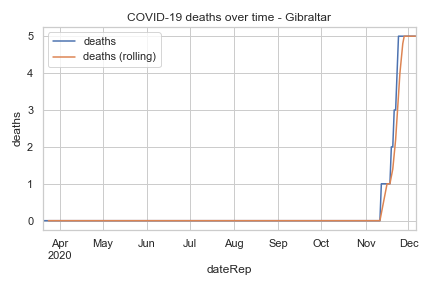 COVID-19 deaths over time - Gibraltar
deaths
deaths (rolling)
5
4
3
2
1
0
deaths
Apr May Jun Jul Aug Sep Oct Nov Dec
2020
dateRep